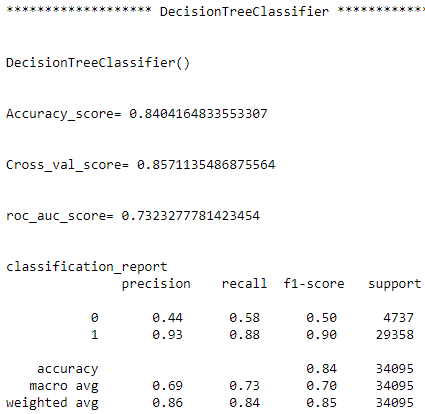 ******************* DecisionTreeClassifier ************
DecisionTreeClassifier()
Accuracy_score= 0.8404164833553307
Cross_val_score= 0.8571135486875564
roc_auc_score= 0.7323277781423454
classification_report
precision recall f1-score support
0 0.44 0.58 0.50 4737
1 0.93 0.88 0.90 29358
accuracy 0.84 34095
macro avg 0.69 0.73 0.70 34095
weighted avg 0.86 0.84 0.85 34095